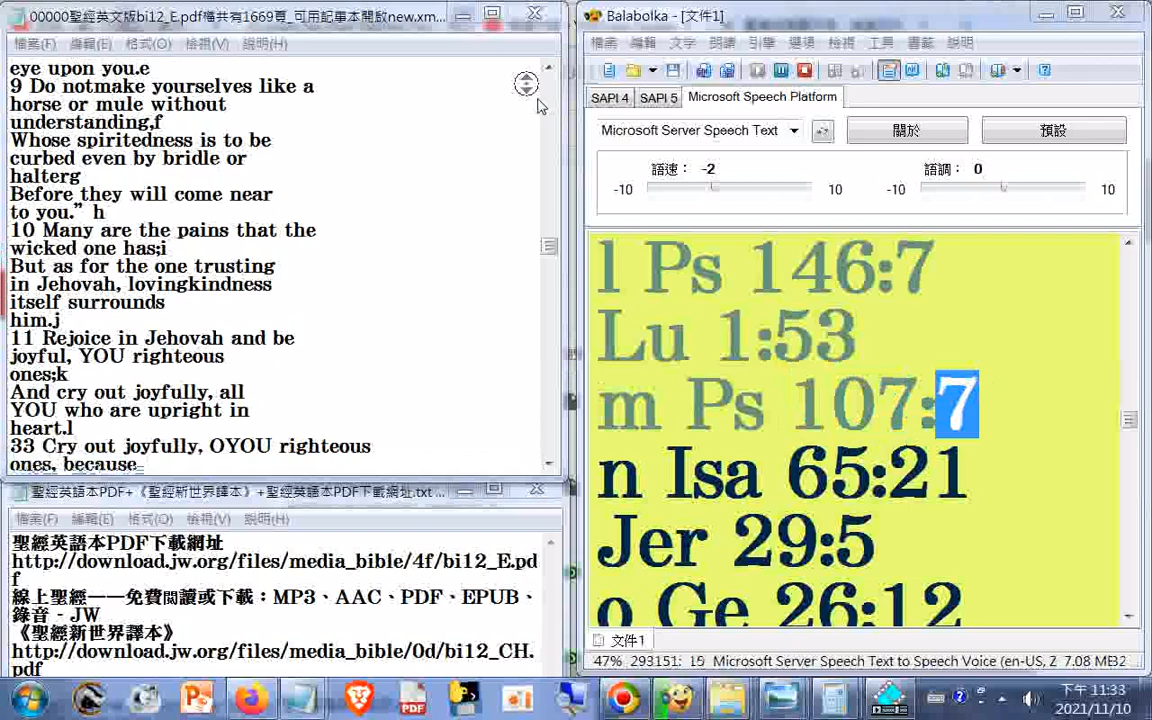 00000聖經英文版bi12_E.pdf檔共有1669頁_可用記事本開啟new.xm...
檔案(F) 編輯(E) 格式(O) 檢視(V) 說明(H)
eye upon you.e
9 Do notmake yourselves like a
horse or mule without
understanding,f
Whose spiritedness is to be
curbed even by bridle or
halterg
Before they will come near
to you.” h
10 Many are the pains that the
wicked one has;i
But as for the one trusting
in Jehovah, lovingkindness
itself surrounds
him.j
11 Rejoice in Jehovah and be
joyful, YOU righteous
ones;k
And cry out joyfully, all
YOU who are upright in
heart.l
33 Cry out joyfully, OYOU righteous
ones, because
聖經英語本PDF+《聖經新世界譯本》+聖經英語本PDF下載網址.txt ...
檔案(F) 編輯(E) 格式(O) 檢視(V) 說明(H)
聖經英語本PDF下載網址
http://download.jw.org/files/media_bible/4f/bi12_E.pd
f
線上聖經——免費閱讀或下載：MP3、AAC、PDF、EPUB、
錄音 - JW
《聖經新世界譯本》
http://download.jw.org/files/media_bible/0d/bi12_CH.
pdf
Balabolka - [文件1]
檔案 編輯 文字 朗讀 引擎 選項 檢視 工具 書籤 說明
SAPI 4 SAPI 5 Microsoft Speech Platform
Microsoft Server Speech Text 關於 預設
語速： -2 語調： 0
-10 10 -10 10
l Ps 146:7
Lu 1:53
m Ps 107:7
n Isa 65:21
Jer 29:5
o Ge 26:12
文件1
47% 293151: 15 Microsoft Server Speech Text to Speech Voice (en-US, Z 7.08 MB32
下午 11:33
2021/11/10